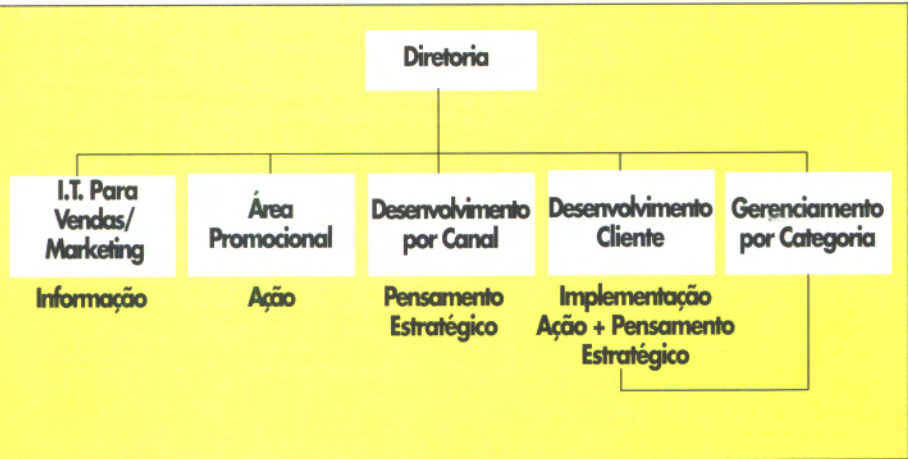 Diretoria
I.T. Para
Vendas/
Marketing
Área
Promocional
Desenvolvimento
por Canal
Desenvolvimento
Cliente
Gerenciamento
por Categoria
Informação
Ação
Pensamento
Estratégico
Implementação
Ação + Pensamento
Estratégico